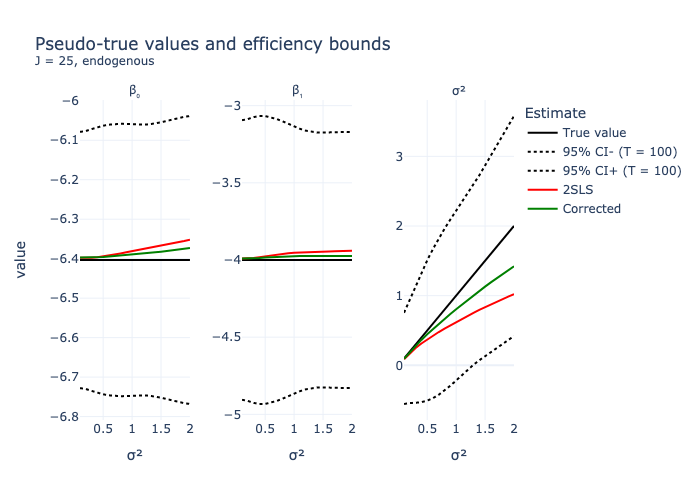 Pseudo-true values and efficiency bounds
J = 25, endogenous
β₀
β₁
σ²
Estimate
True value
95% CI- (T = 100)
95% CI+ (T = 100)
2SLS
Corrected
value
−6
−6.1
−6.2
−6.3
−6.4
−6.5
−6.6
−6.7
−6.8
0.5
1
1.5
2
σ²
−3
−3.5
−4
−4.5
−5
0.5
1
1.5
2
σ²
3
2
1
0
0.5
1
1.5
2
σ²